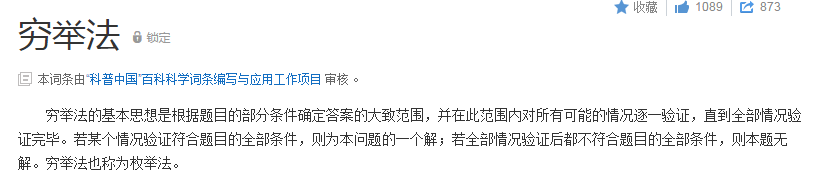 收藏 1089 873
穷举法 锁定
本词条由“科普中国”百科科学词条编写与应用工作项目 审核 。
穷举法的基本思想是根据题目的部分条件确定答案的大致范围，并在此范围内对所有可能的情况逐一验证，直到全部情况验
证完毕。若某个情况验证符合题目的全部条件，则为本问题的一个解；若全部情况验证后都不符合题目的全部条件，则本题无
解。穷举法也称为枚举法。